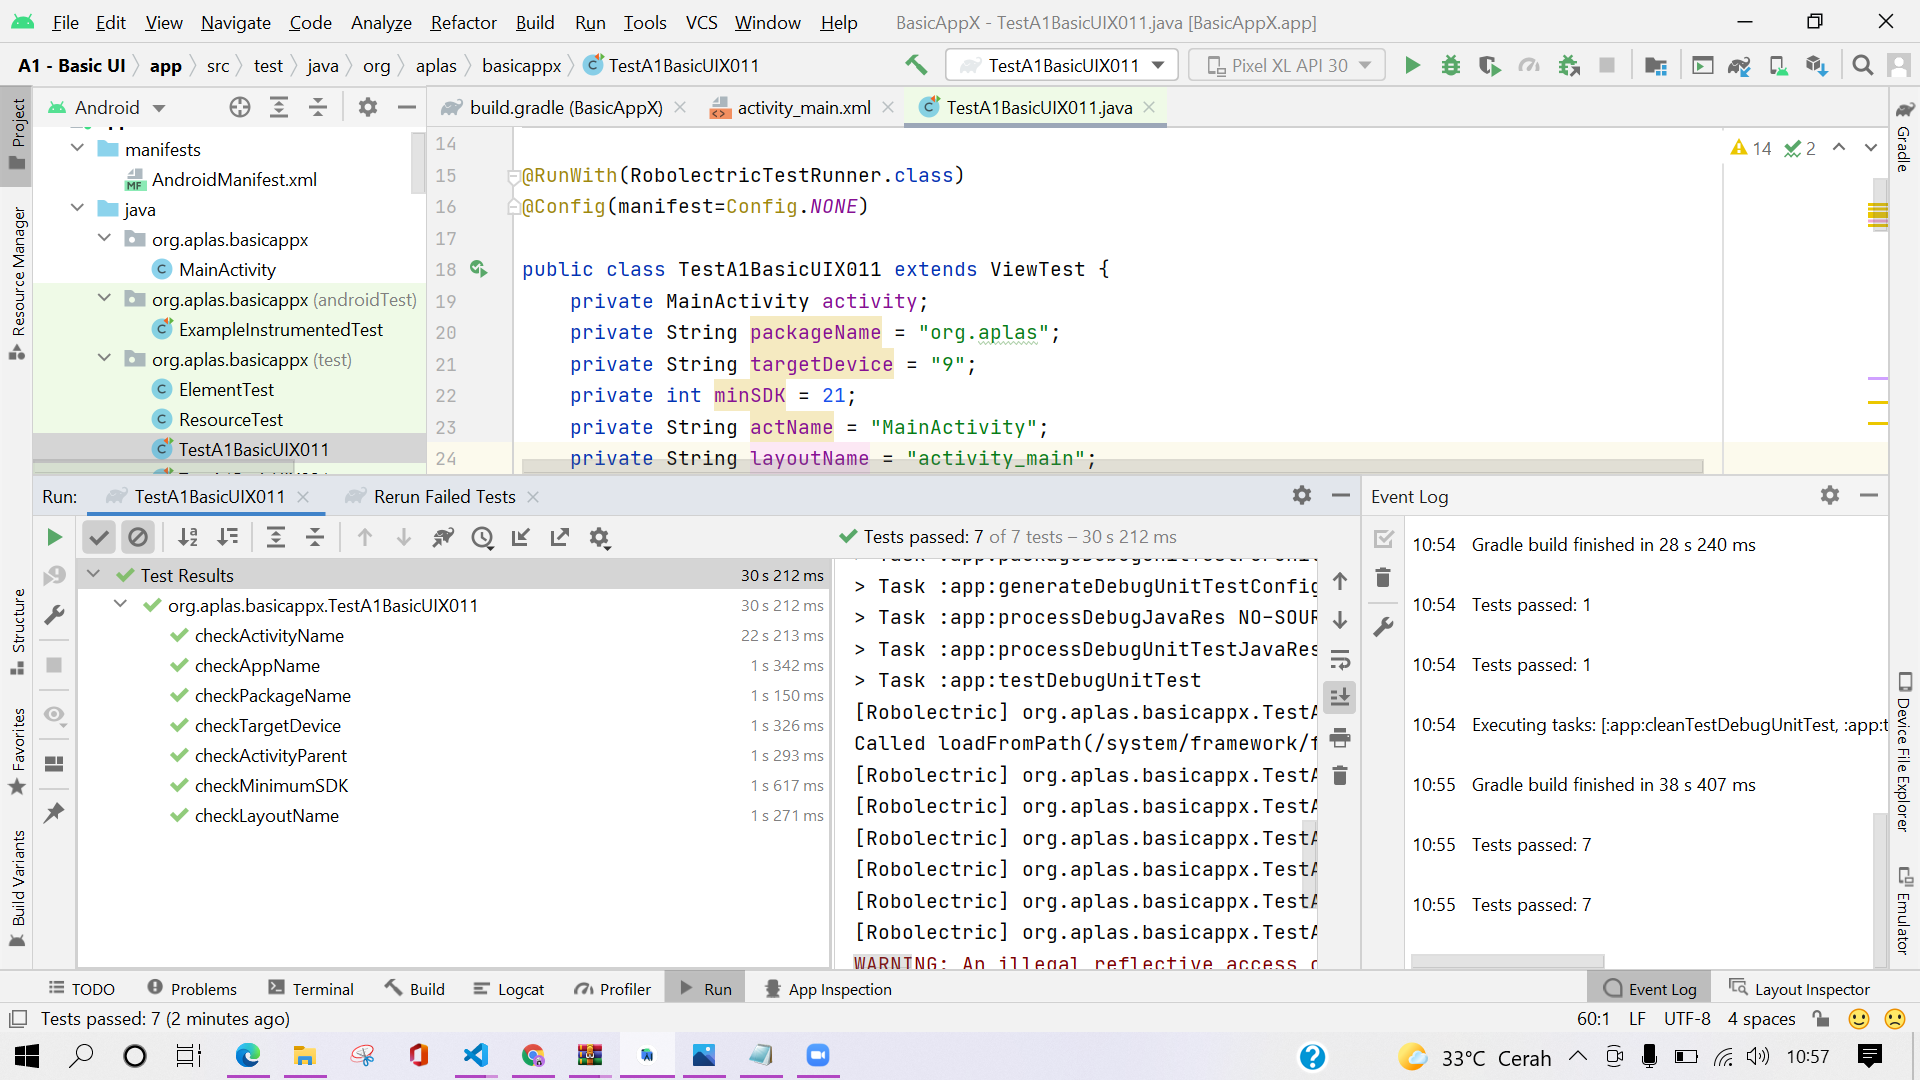 File Edit View Navigate Code Analyze Refactor Build Run Tools VCS Window Help BasicAppX - TestA1BasicUIX011.java [BasicAppX.app]
A1 - Basic UI app src test java org aplas basicappx TestA1BasicUIX011 TestA1BasicUIX011 Pixel XL API 30
Android
build.gradle (BasicAppX) activity_main.xml TestA1BasicUIX011.java
Project
Resource Manager
Structure
Favorites
Build Variants
manifests
AndroidManifest.xml
java
org.aplas.basicappx
MainActivity
org.aplas.basicappx (androidTest)
ExampleInstrumentedTest
org.aplas.basicappx (test)
ElementTest
ResourceTest
TestA1BasicUIX011
14
15 @RunWith(RobolectricTestRunner.class)
16 @Config(manifest=Config.NONE)
17
18 public class TestA1BasicUIX011 extends ViewTest {
19 private MainActivity activity;
20 private String packageName = "org.aplas";
21 private String targetDevice = "9";
22 private int minSDK = 21;
23 private String actName = "MainActivity";
24 private String layoutName = "activity_main";
14 2
Gradle
Device File Explorer
Emulator
Run: TestA1BasicUIX011 Rerun Failed Tests
Tests passed: 7 of 7 tests – 30 s 212 ms
Test Results 30 s 212 ms
org.aplas.basicappx.TestA1BasicUIX011 30 s 212 ms
checkActivityName 22 s 213 ms
checkAppName 1 s 342 ms
checkPackageName 1 s 150 ms
checkTargetDevice 1 s 326 ms
checkActivityParent 1 s 293 ms
checkMinimumSDK 1 s 617 ms
checkLayoutName 1 s 271 ms
> Task :app:packageDebugUnitTestForUnit
> Task :app:generateDebugUnitTestConfig
> Task :app:processDebugJavaRes NO-SOUR
> Task :app:processDebugUnitTestJavaRes
> Task :app:testDebugUnitTest
[Robolectric] org.aplas.basicappx.TestA
Called loadFromPath(/system/framework/f
[Robolectric] org.aplas.basicappx.TestA
[Robolectric] org.aplas.basicappx.TestA
[Robolectric] org.aplas.basicappx.TestA
[Robolectric] org.aplas.basicappx.TestA
[Robolectric] org.aplas.basicappx.TestA
[Robolectric] org.aplas.basicappx.TestA
WARNING: An illegal reflective access o
Event Log
10:54 Gradle build finished in 28 s 240 ms
10:54 Tests passed: 1
10:54 Tests passed: 1
10:54 Executing tasks: [:app:cleanTestDebugUnitTest, :app:t
10:55 Gradle build finished in 38 s 407 ms
10:55 Tests passed: 7
10:55 Tests passed: 7
TODO Problems Terminal Build Logcat Profiler Run App Inspection Event Log Layout Inspector
Tests passed: 7 (2 minutes ago) 60:1 LF UTF-8 4 spaces
33°C Cerah 10:57